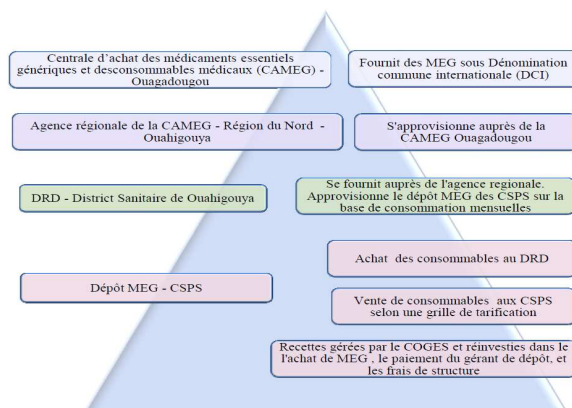 Centrale d'achat des médicaments essentiels
génériques et desconsommables médicaux (CAMEG) -
Ouagadougou
Fournit des MEG sous Dénomination
commune internationale (DCI)
Agence régionale de la CAMEG - Région du Nord -
Ouahigouya
S'approvisionne auprès de la
CAMEG Ouagadougou
DRD - District Sanitaire de Ouahigouya
Se fournit auprès de l'agence regionale.
Approvisionne le dépôt MEG des CSPS sur la
base de consommation mensuelles
Dépôt MEG - CSPS
Achat des consommables au DRD
Vente de consommables aux CSPS
selon une grille de tarification
Recettes gérées par le COGES et réinvesties dans le
l'achat de MEG , le paiement du gérant de dépôt, et
les frais de structure